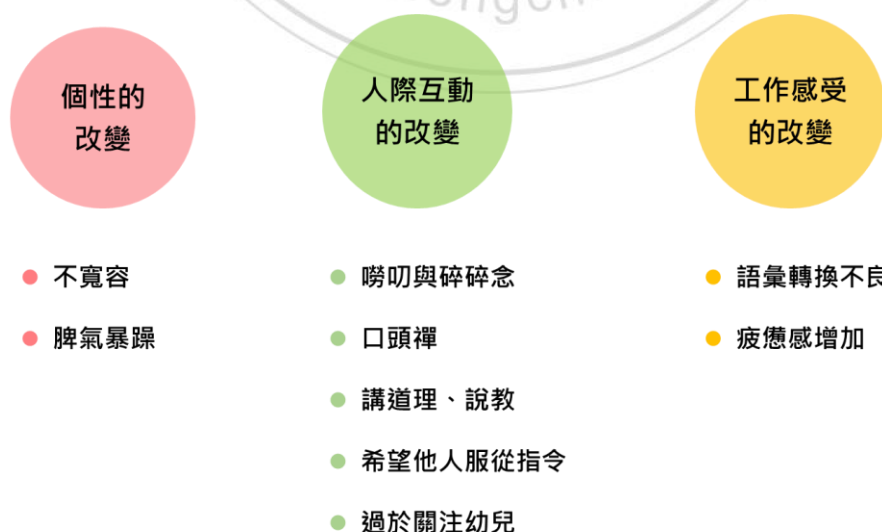 個性的
改變
不寬容
脾氣暴躁
人際互動
的改變
嘮叨與碎碎念
口頭禪
講道理、說教
希望他人服從指令
過於關注幼兒
工作感受
的改變
語彙轉換不良
疲憊感增加